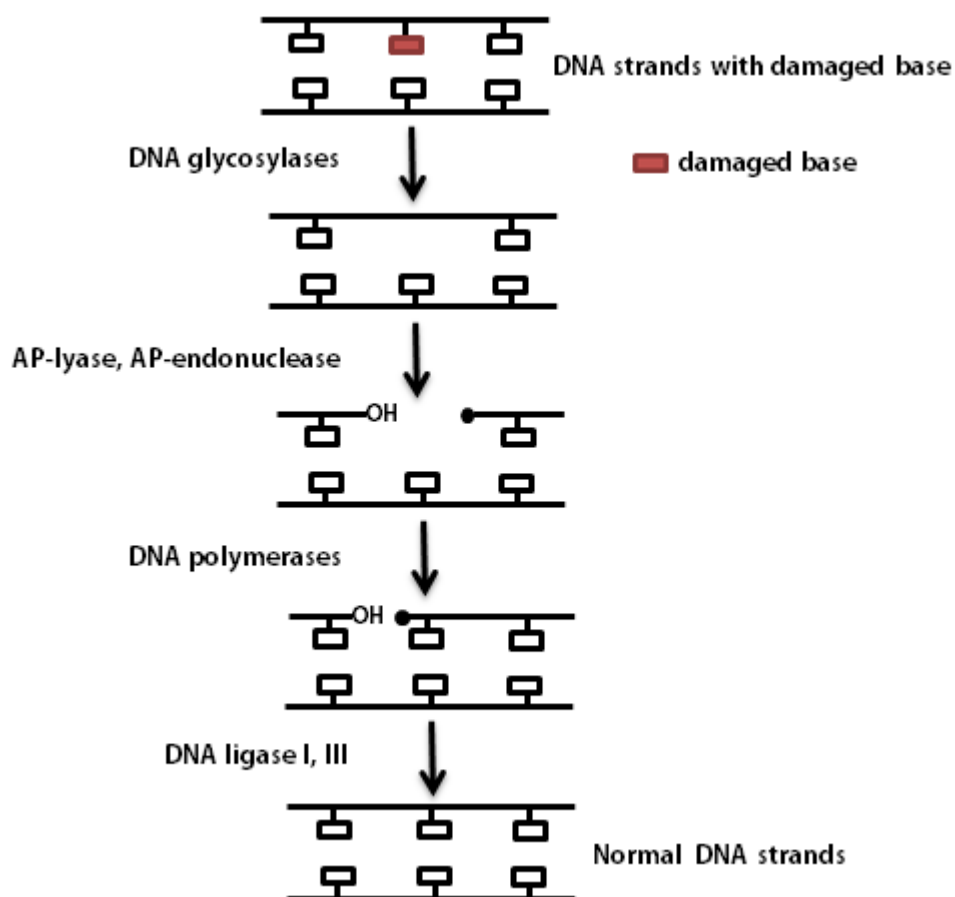 DNA strands with damaged base
DNA glycosylases
damaged base
AP-lyase, AP-endonuclease
OH
DNA polymerases
OH
DNA ligase I, III
Normal DNA strands